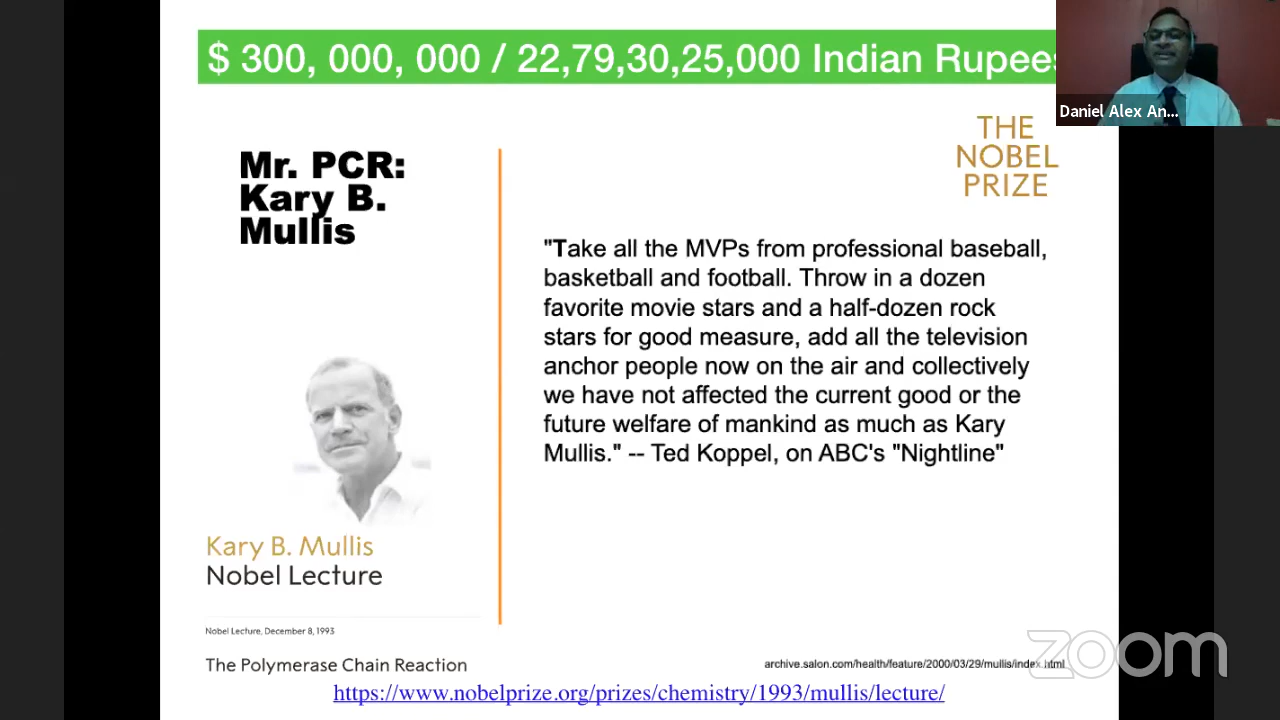 $ 300, 000, 000 / 22,79,30,25,000 Indian Rupees
Daniel Alex An...
THE
NOBEL
PRIZE
Mr. PCR:
Kary B.
Mullis
"Take all the MVPs from professional baseball,
basketball and football. Throw in a dozen
favorite movie stars and a half-dozen rock
stars for good measure, add all the television
anchor people now on the air and collectively
we have not affected the current good or the
future welfare of mankind as much as Kary
Mullis." -- Ted Koppel, on ABC's "Nightline"
Kary B. Mullis
Nobel Lecture
Nobel Lecture, December 8, 1993
The Polymerase Chain Reaction
archive.salon.com/health/feature/2000/03/29/mullis/index.html
https://www.nobelprize.org/prizes/chemistry/1993/mullis/lecture/
zoom